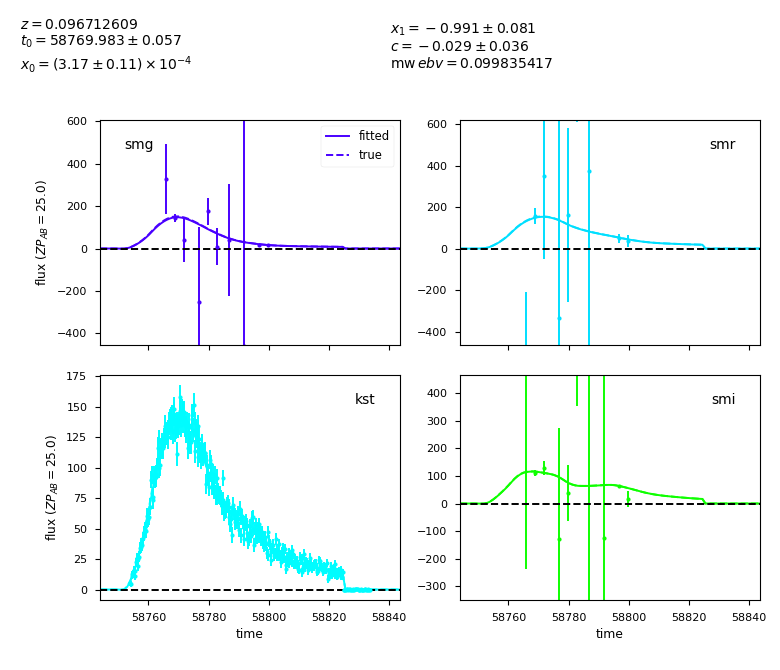 z = 0.096712609
t₀ = 58769.983 ± 0.057
x₀ = (3.17 ± 0.11) × 10⁻⁴
x₁ = −0.991 ± 0.081
c = −0.029 ± 0.036
mw ebv = 0.099835417
smg
fitted
true
600
400
200
0
−200
−400
flux (ZP_AB = 25.0)
smr
600
400
200
0
−200
−400
kst
175
150
125
100
75
50
25
0
flux (ZP_AB = 25.0)
58760 58780 58800 58820 58840
time
smi
400
300
200
100
0
−100
−200
−300
58760 58780 58800 58820 58840
time